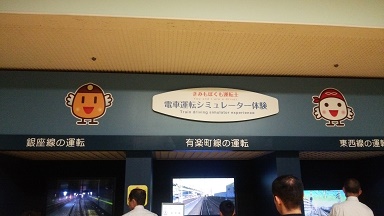 きみもぼくも運転士
電車運転シミュレーター体験
Train driving simulator experience
銀座線の運転
有楽町線の運転
東西線の運転